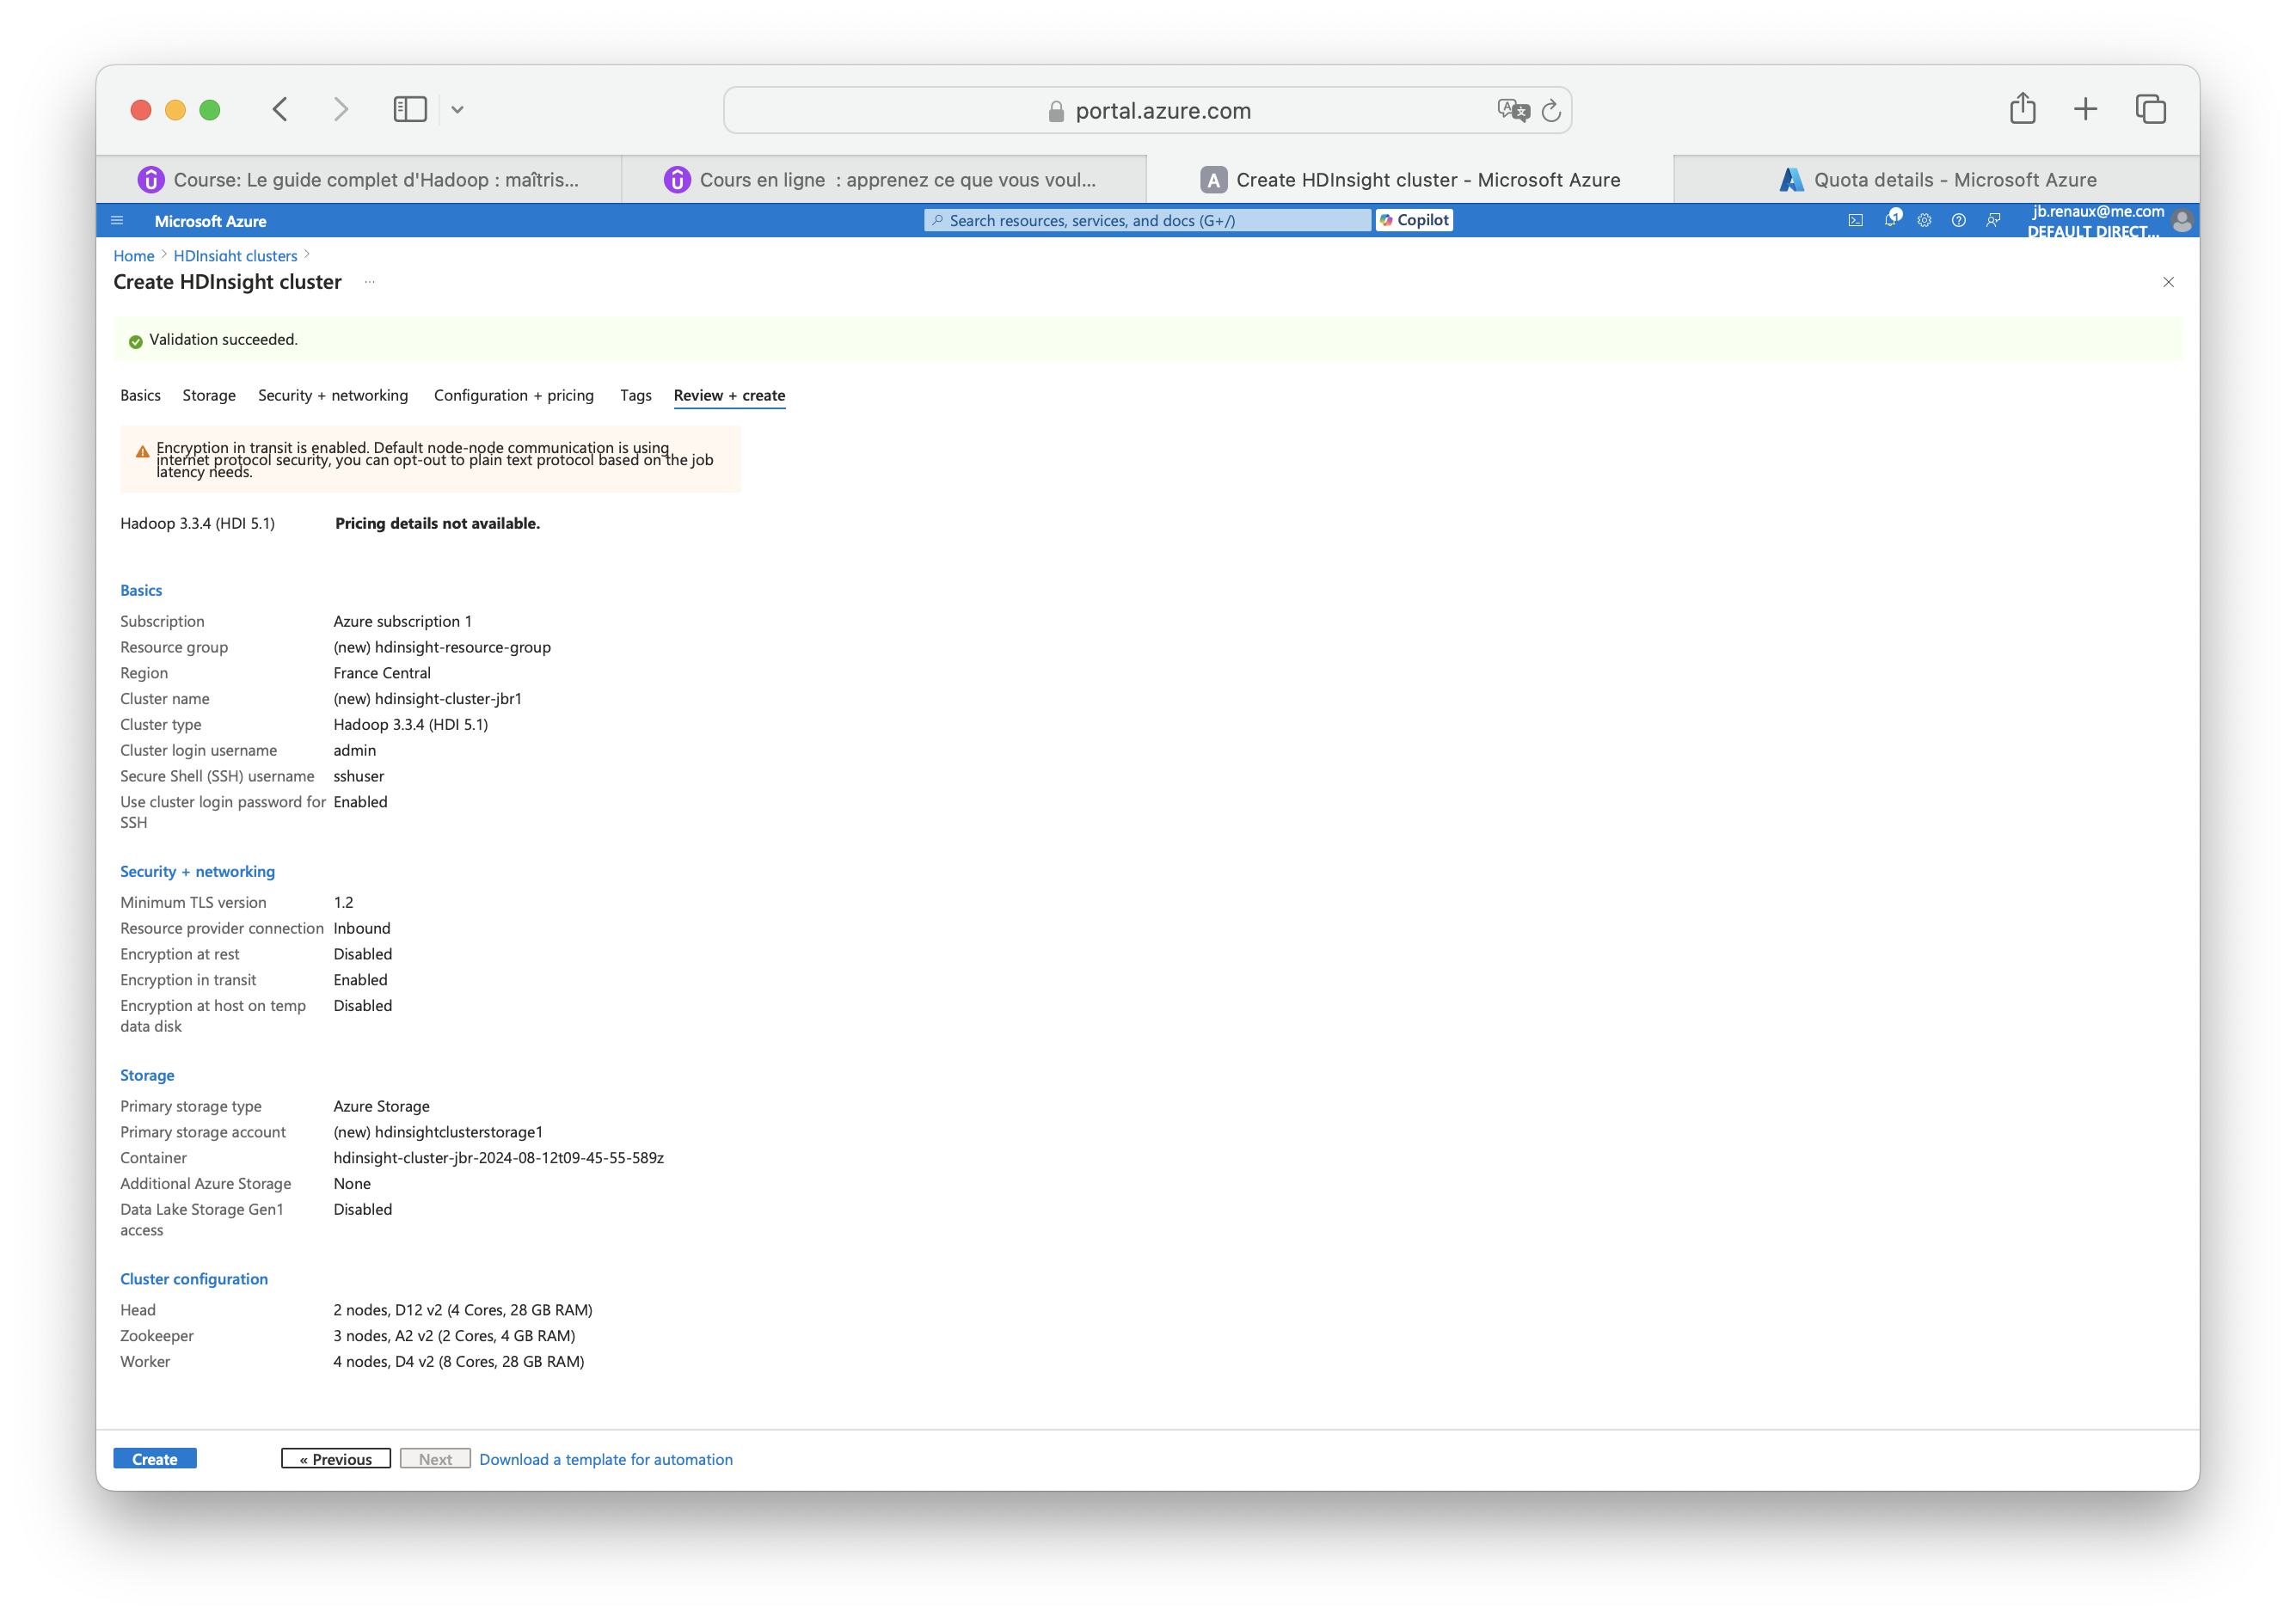 portal.azure.com
Course: Le guide complet d'Hadoop : maîtris...
Cours en ligne : apprenez ce que vous voul...
A Create HDInsight cluster - Microsoft Azure
Quota details - Microsoft Azure
Microsoft Azure
Search resources, services, and docs (G+/)
Copilot
1
jb.renaux@me.com
DEFAULT DIRECT...
Home > HDInsight clusters >
Create HDInsight cluster ...
Validation succeeded.
Basics Storage Security + networking Configuration + pricing Tags Review + create
Encryption in transit is enabled. Default node-node communication is using
internet protocol security, you can opt-out to plain text protocol based on the job
latency needs.
Hadoop 3.3.4 (HDI 5.1) Pricing details not available.
Basics
Subscription Azure subscription 1
Resource group (new) hdinsight-resource-group
Region France Central
Cluster name (new) hdinsight-cluster-jbr1
Cluster type Hadoop 3.3.4 (HDI 5.1)
Cluster login username admin
Secure Shell (SSH) username sshuser
Use cluster login password for Enabled
SSH
Security + networking
Minimum TLS version 1.2
Resource provider connection Inbound
Encryption at rest Disabled
Encryption in transit Enabled
Encryption at host on temp Disabled
data disk
Storage
Primary storage type Azure Storage
Primary storage account (new) hdinsightclusterstorage1
Container hdinsight-cluster-jbr-2024-08-12t09-45-55-589z
Additional Azure Storage None
Data Lake Storage Gen1 Disabled
access
Cluster configuration
Head 2 nodes, D12 v2 (4 Cores, 28 GB RAM)
Zookeeper 3 nodes, A2 v2 (2 Cores, 4 GB RAM)
Worker 4 nodes, D4 v2 (8 Cores, 28 GB RAM)
Create « Previous Next Download a template for automation